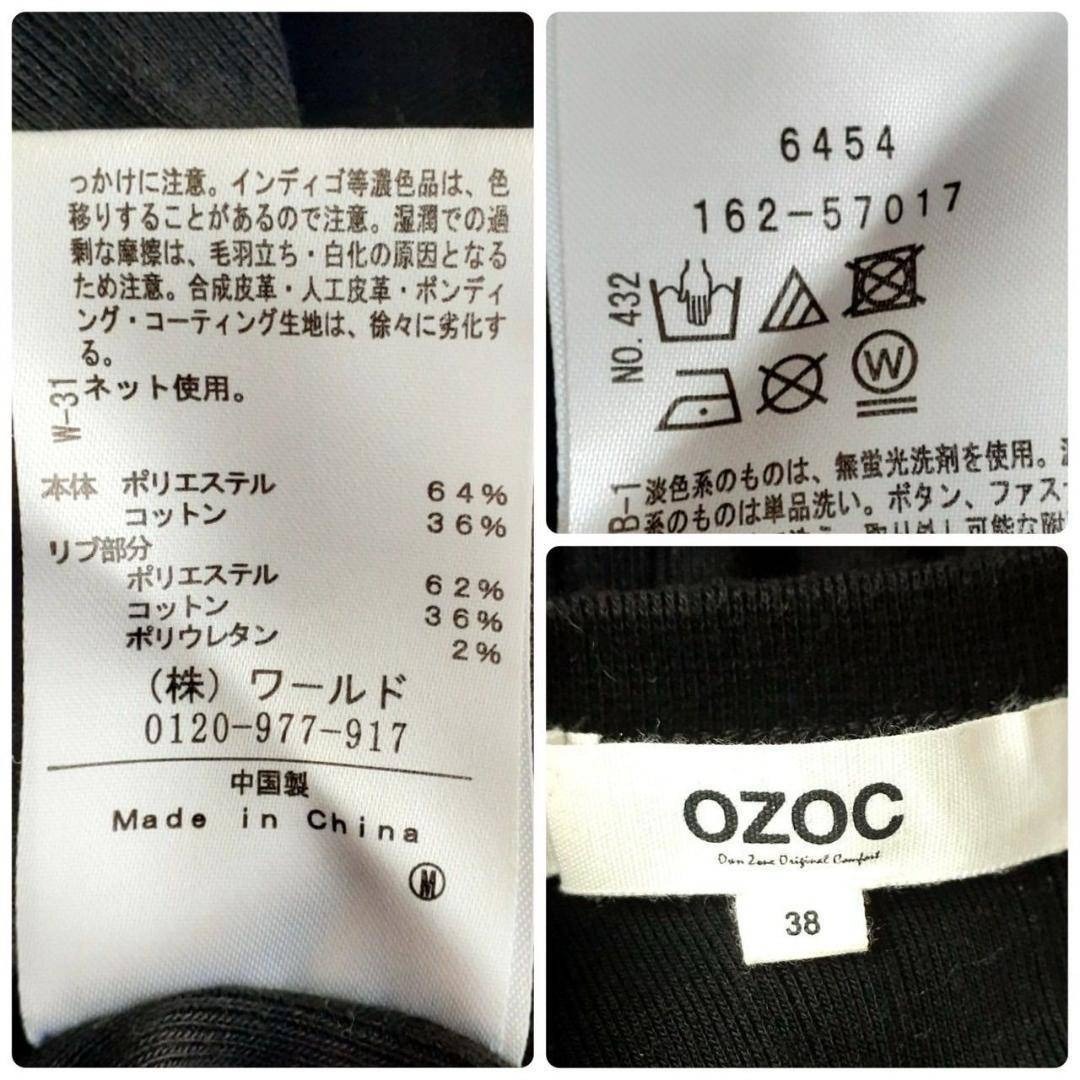 っかけに注意。インディゴ等濃色品は、色
移りすることがあるので注意。湿潤での過
剰な摩擦は、毛羽立ち・白化の原因となる
ため注意。合成皮革・人工皮革・ボンディ
ング・コーティング生地は、徐々に劣化す
る。
W-31
ネット使用。
本体 ポリエステル 64%
コットン 36%
リブ部分
ポリエステル 62%
コットン 36%
ポリウレタン 2%
(株) ワールド
0120-977-917
中国製
Made in China
M
6454
162-57017
NO. 432
W
B-1
淡色系のものは、無蛍光洗剤を使用。
系のものは単品洗い。ボタン、ファス
取り外し可能な附
OZOC
Own Zone Original Comfort
38